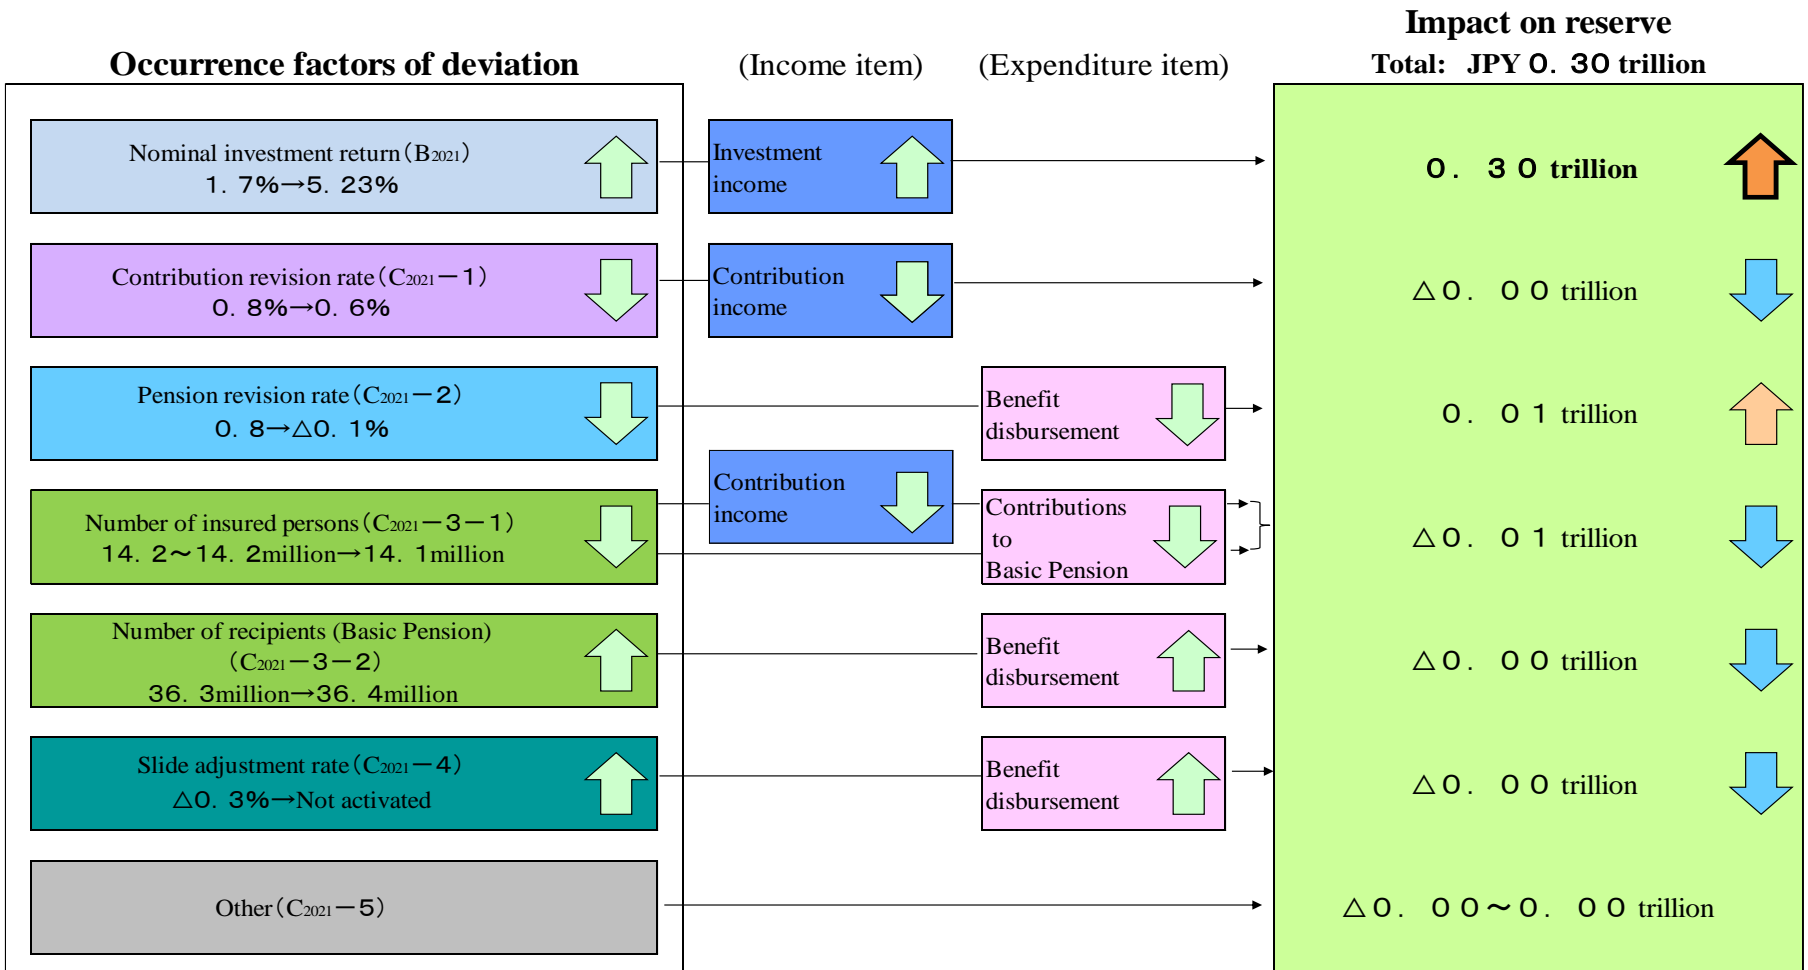 Impact on reserve
Occurrence factors of deviation (Income item) (Expenditure item) Total: JPY 0. 30 trillion
Nominal investment return(B2021)
1. 7%→5. 23%
Investment
income
0. 30 trillion
Contribution revision rate(C2021－1)
0. 8%→0. 6%
Contribution
income
△0. 00 trillion
Pension revision rate(C2021－2)
0. 8→△0. 1%
Benefit
disbursement
0. 01 trillion
Number of insured persons(C2021－3－1)
14. 2～14. 2million→14. 1million
Contribution
income
Contributions
to
Basic Pension
△0. 01 trillion
Number of recipients (Basic Pension)
(C2021－3－2)
36. 3million→36. 4million
Benefit
disbursement
△0. 00 trillion
Slide adjustment rate(C2021－4)
△0. 3%→Not activated
Benefit
disbursement
△0. 00 trillion
Other(C2021－5)
△0. 00～0. 00 trillion